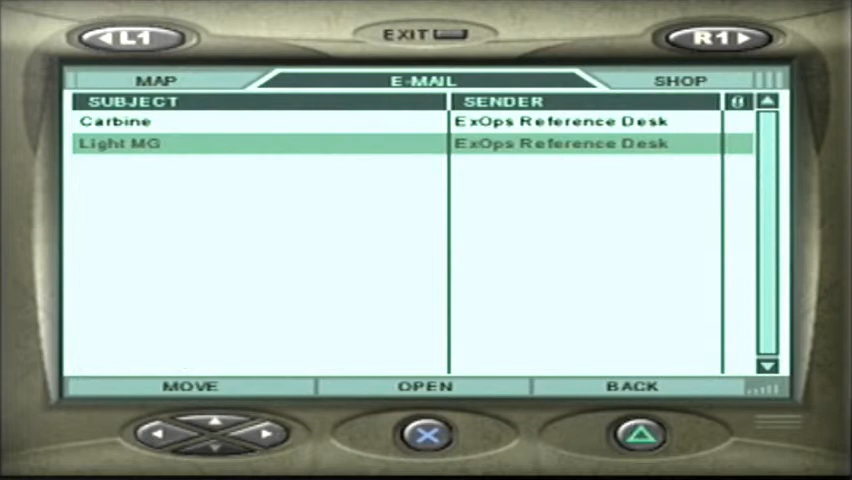 L1 EXIT R1
MAP E-MAIL SHOP
SUBJECT SENDER
Carbine ExOps Reference Desk
Light MG ExOps Reference Desk
MOVE OPEN BACK